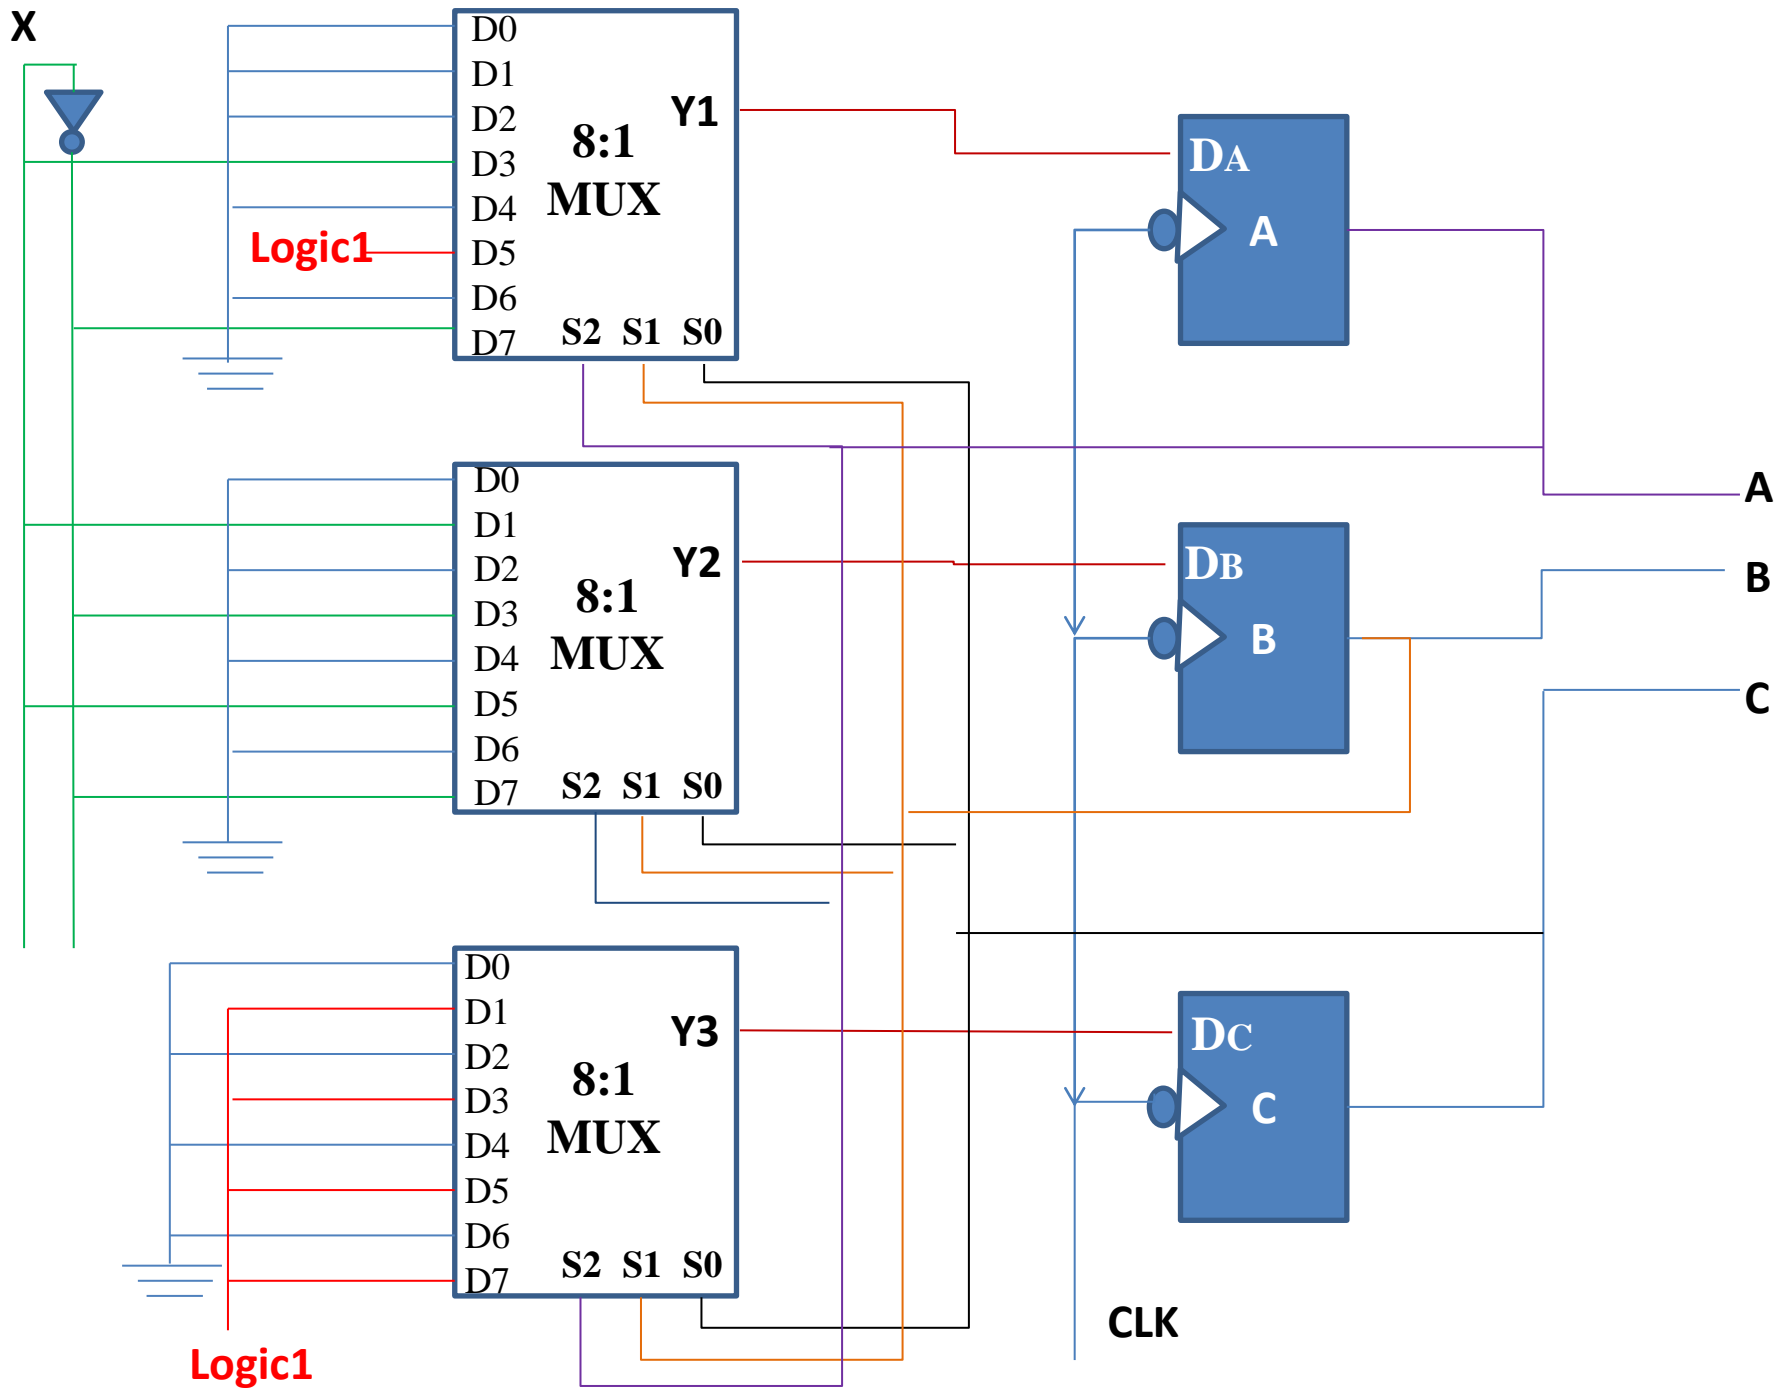 X
D0
D1
D2
D3
D4
D5
D6
D7
8:1
MUX
Y1
S2 S1 S0
Logic1
DA
A
D0
D1
D2
D3
D4
D5
D6
D7
8:1
MUX
Y2
S2 S1 S0
DB
B
A
B
C
D0
D1
D2
D3
D4
D5
D6
D7
8:1
MUX
Y3
S2 S1 S0
DC
C
CLK
Logic1